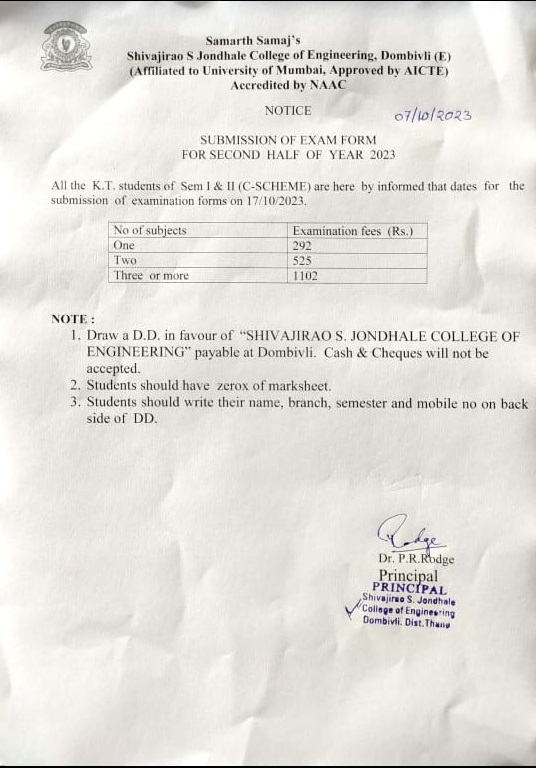 Samarth Samaj's
Shivajirao S Jondhale College of Engineering, Dombivli (E)
(Affiliated to University of Mumbai, Approved by AICTE)
Accredited by NAAC
NOTICE
07/10/2023
SUBMISSION OF EXAM FORM
FOR SECOND HALF OF YEAR 2023
All the K.T. students of Sem I & II (C-SCHEME) are here by informed that dates for the
submission of examination forms on 17/10/2023.
No of subjects Examination fees (Rs.)
One 292
Two 525
Three or more 1102
NOTE :
1. Draw a D.D. in favour of “SHIVAJIRAO S. JONDHALE COLLEGE OF
ENGINEERING” payable at Dombivli. Cash & Cheques will not be
accepted.
2. Students should have zerox of marksheet.
3. Students should write their name, branch, semester and mobile no on back
side of DD.
Dr. P.R.Rodge
Principal
PRINCIPAL
Shivajirao S. Jondhale
College of Engineering
Dombivli. Dist.Thane